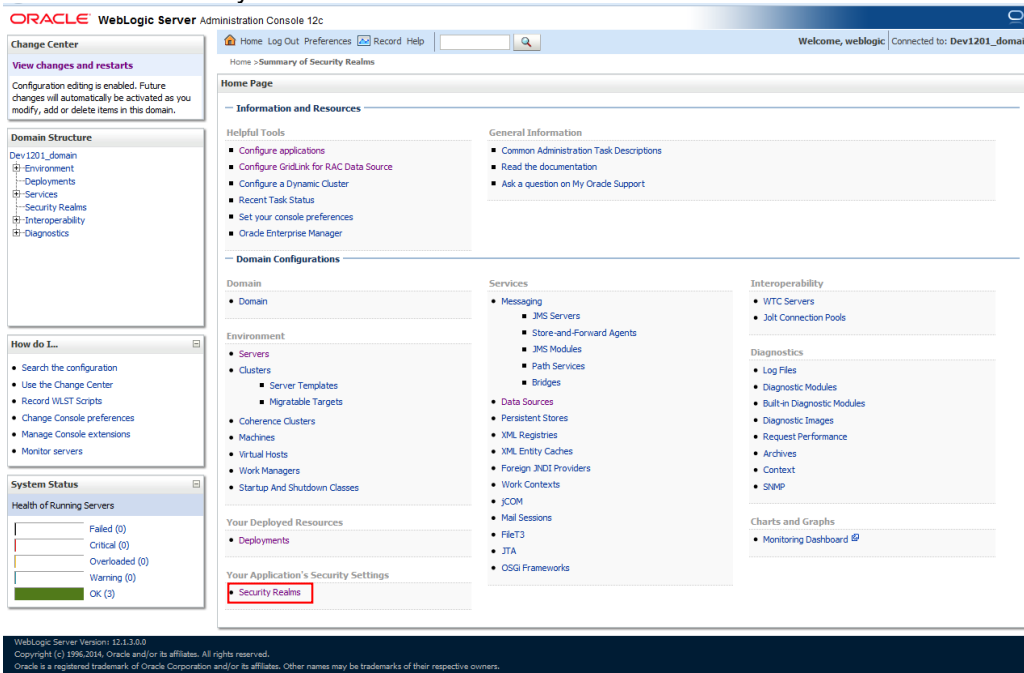 ORACLE WebLogic Server Administration Console 12c
Change Center
View changes and restarts
Configuration editing is enabled. Future
changes will automatically be activated as you
modify, add or delete items in this domain.
Domain Structure
Dev1201_domain
Environment
Deployments
Services
Security Realms
Interoperability
Diagnostics
How do I...
Search the configuration
Use the Change Center
Record WLST Scripts
Change Console preferences
Manage Console extensions
Monitor servers
System Status
Health of Running Servers
Failed (0)
Critical (0)
Overloaded (0)
Warning (0)
OK (3)
Home Log Out Preferences Record Help
Welcome, weblogic Connected to: Dev1201_domai
Home >Summary of Security Realms
Home Page
Information and Resources
Helpful Tools
Configure applications
Configure GridLink for RAC Data Source
Configure a Dynamic Cluster
Recent Task Status
Set your console preferences
Oracle Enterprise Manager
General Information
Common Administration Task Descriptions
Read the documentation
Ask a question on My Oracle Support
Domain Configurations
Domain
Domain
Environment
Servers
Clusters
Server Templates
Migratable Targets
Coherence Clusters
Machines
Virtual Hosts
Work Managers
Startup And Shutdown Classes
Your Deployed Resources
Deployments
Your Application's Security Settings
Security Realms
Services
Messaging
JMS Servers
Store-and-Forward Agents
JMS Modules
Path Services
Bridges
Data Sources
Persistent Stores
XML Registries
XML Entity Caches
Foreign JNDI Providers
Work Contexts
jCOM
Mail Sessions
FileT3
JTA
OSGi Frameworks
Interoperability
WTC Servers
Jolt Connection Pools
Diagnostics
Log Files
Diagnostic Modules
Built-in Diagnostic Modules
Diagnostic Images
Request Performance
Archives
Context
SNMP
Charts and Graphs
Monitoring Dashboard
WebLogic Server Version: 12.1.3.0.0
Copyright (c) 1996,2014, Oracle and/or its affiliates. All rights reserved.
Oracle is a registered trademark of Oracle Corporation and/or its affiliates. Other names may be trademarks of their respective owners.